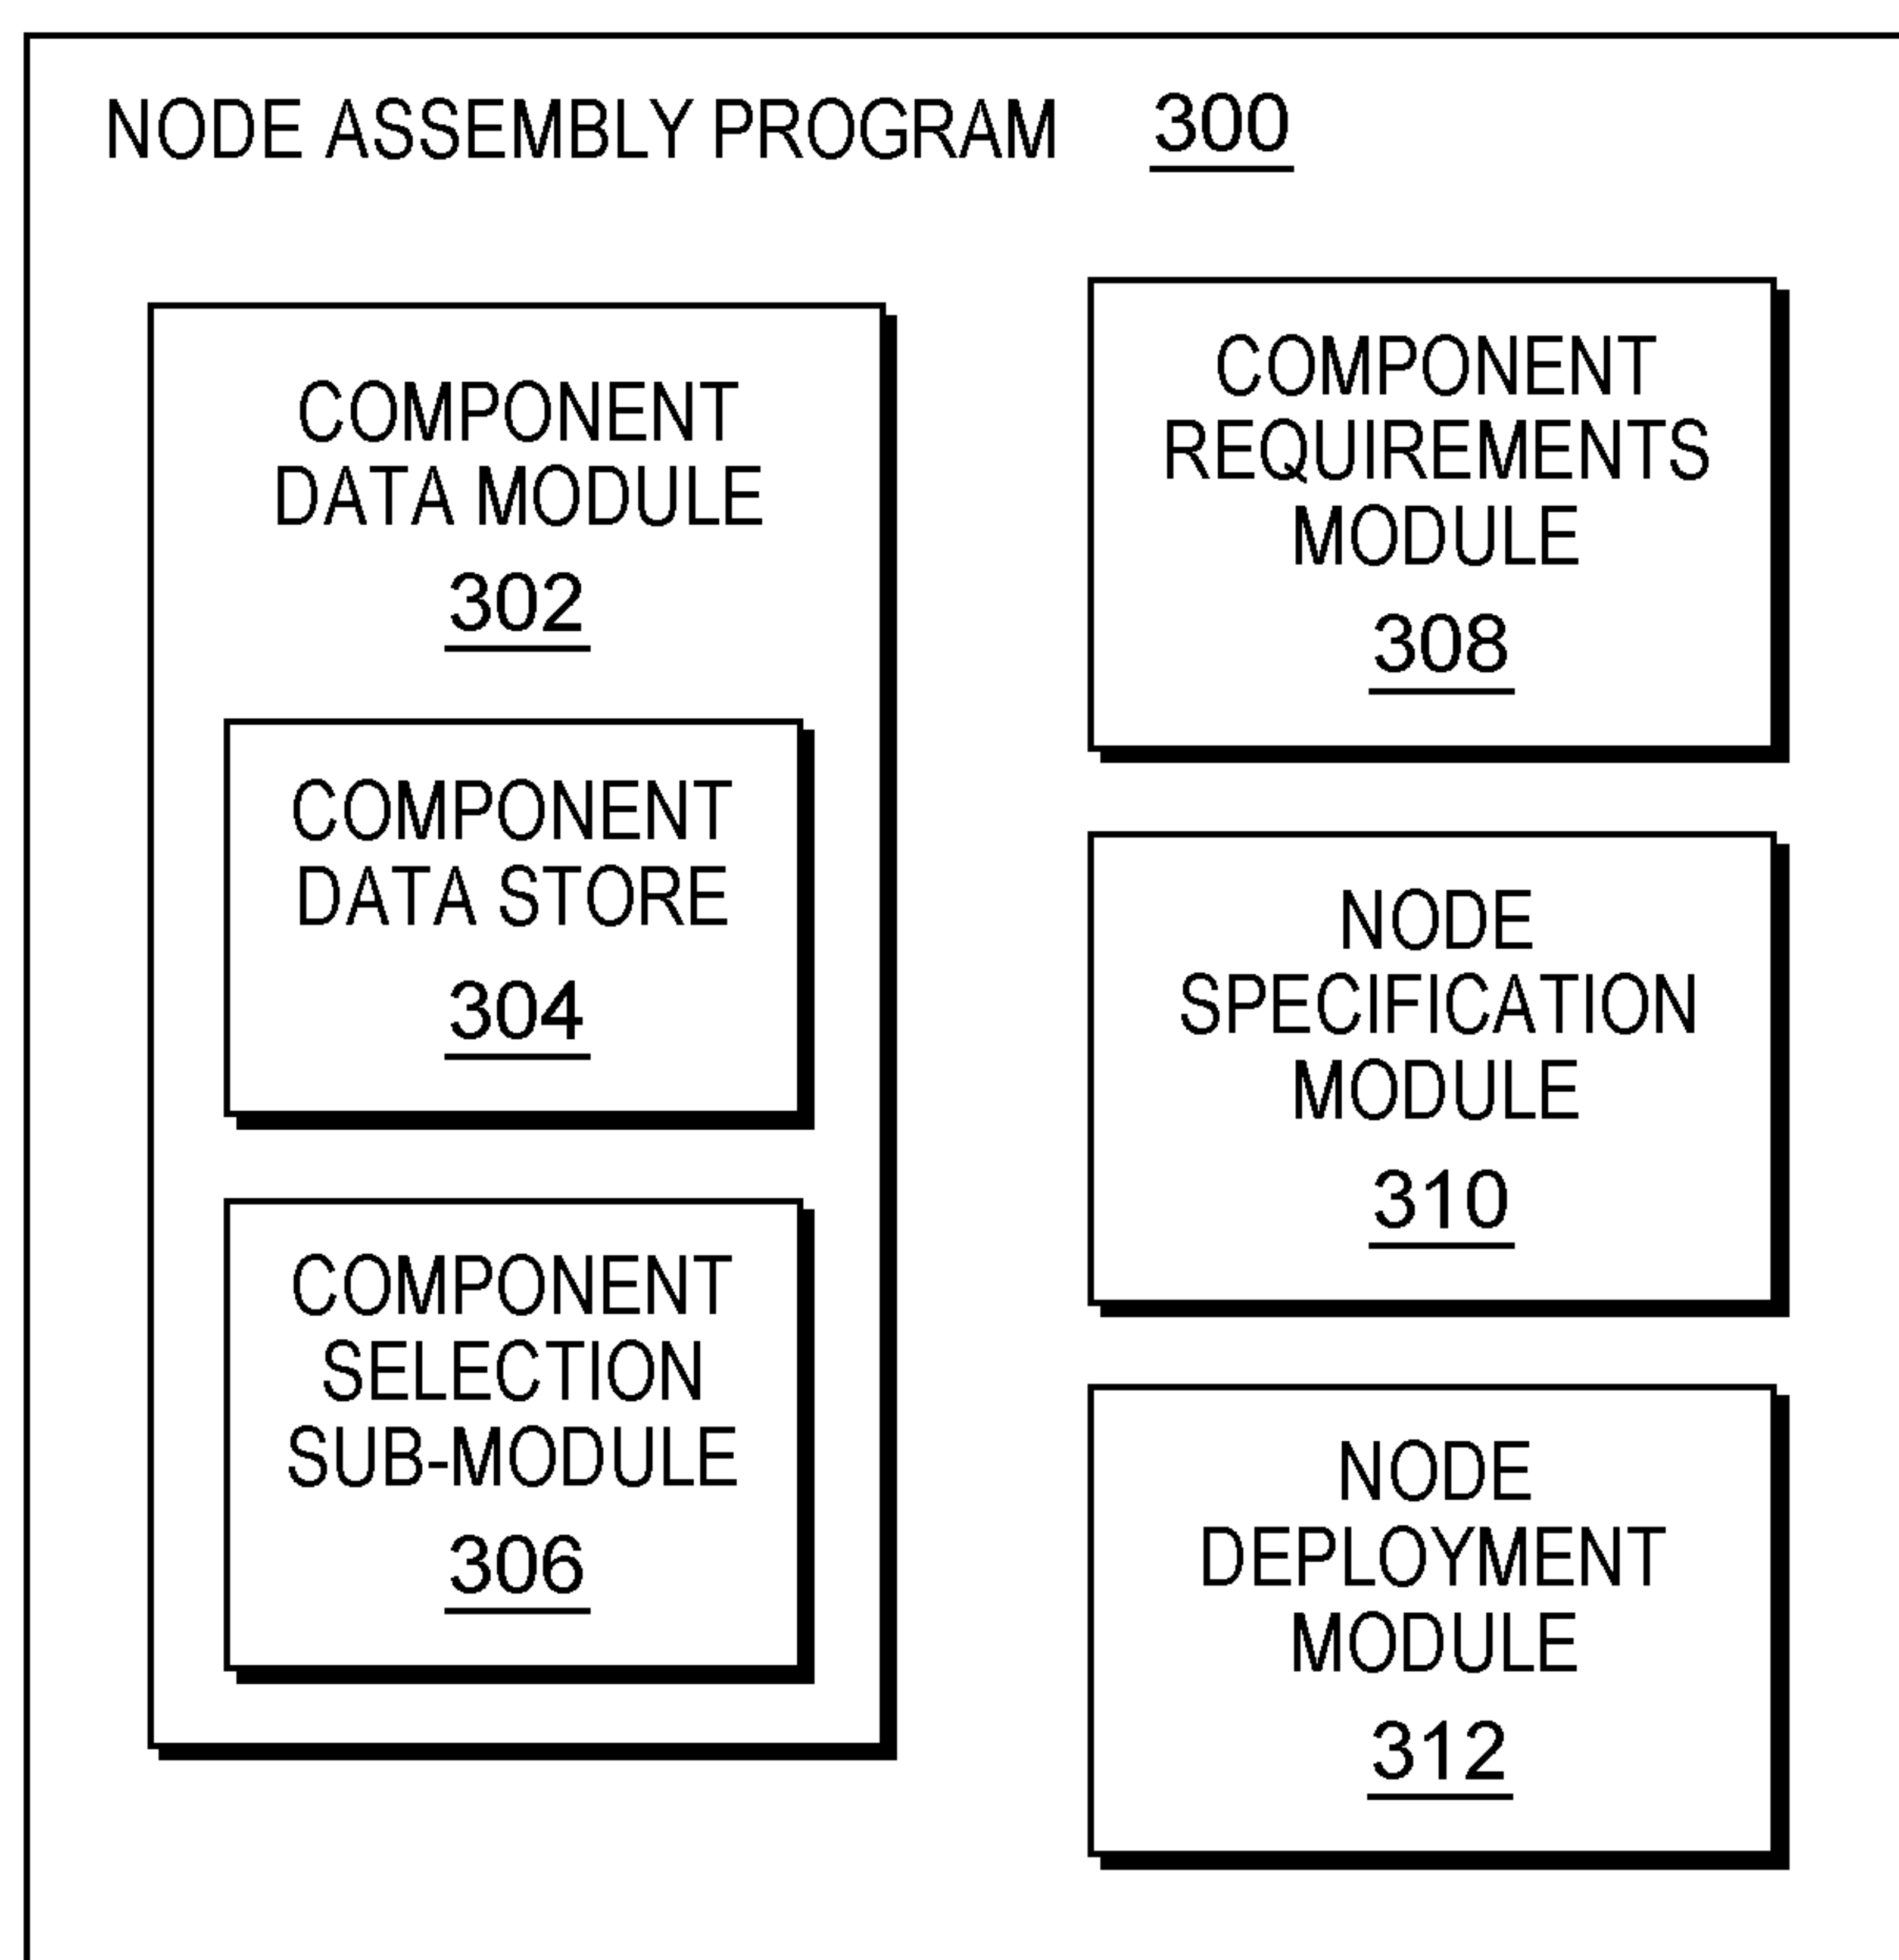 NODE ASSEMBLY PROGRAM 300
COMPONENT
DATA MODULE
302
COMPONENT
DATA STORE
304
COMPONENT
SELECTION
SUB-MODULE
306
COMPONENT
REQUIREMENTS
MODULE
308
NODE
SPECIFICATION
MODULE
310
NODE
DEPLOYMENT
MODULE
312